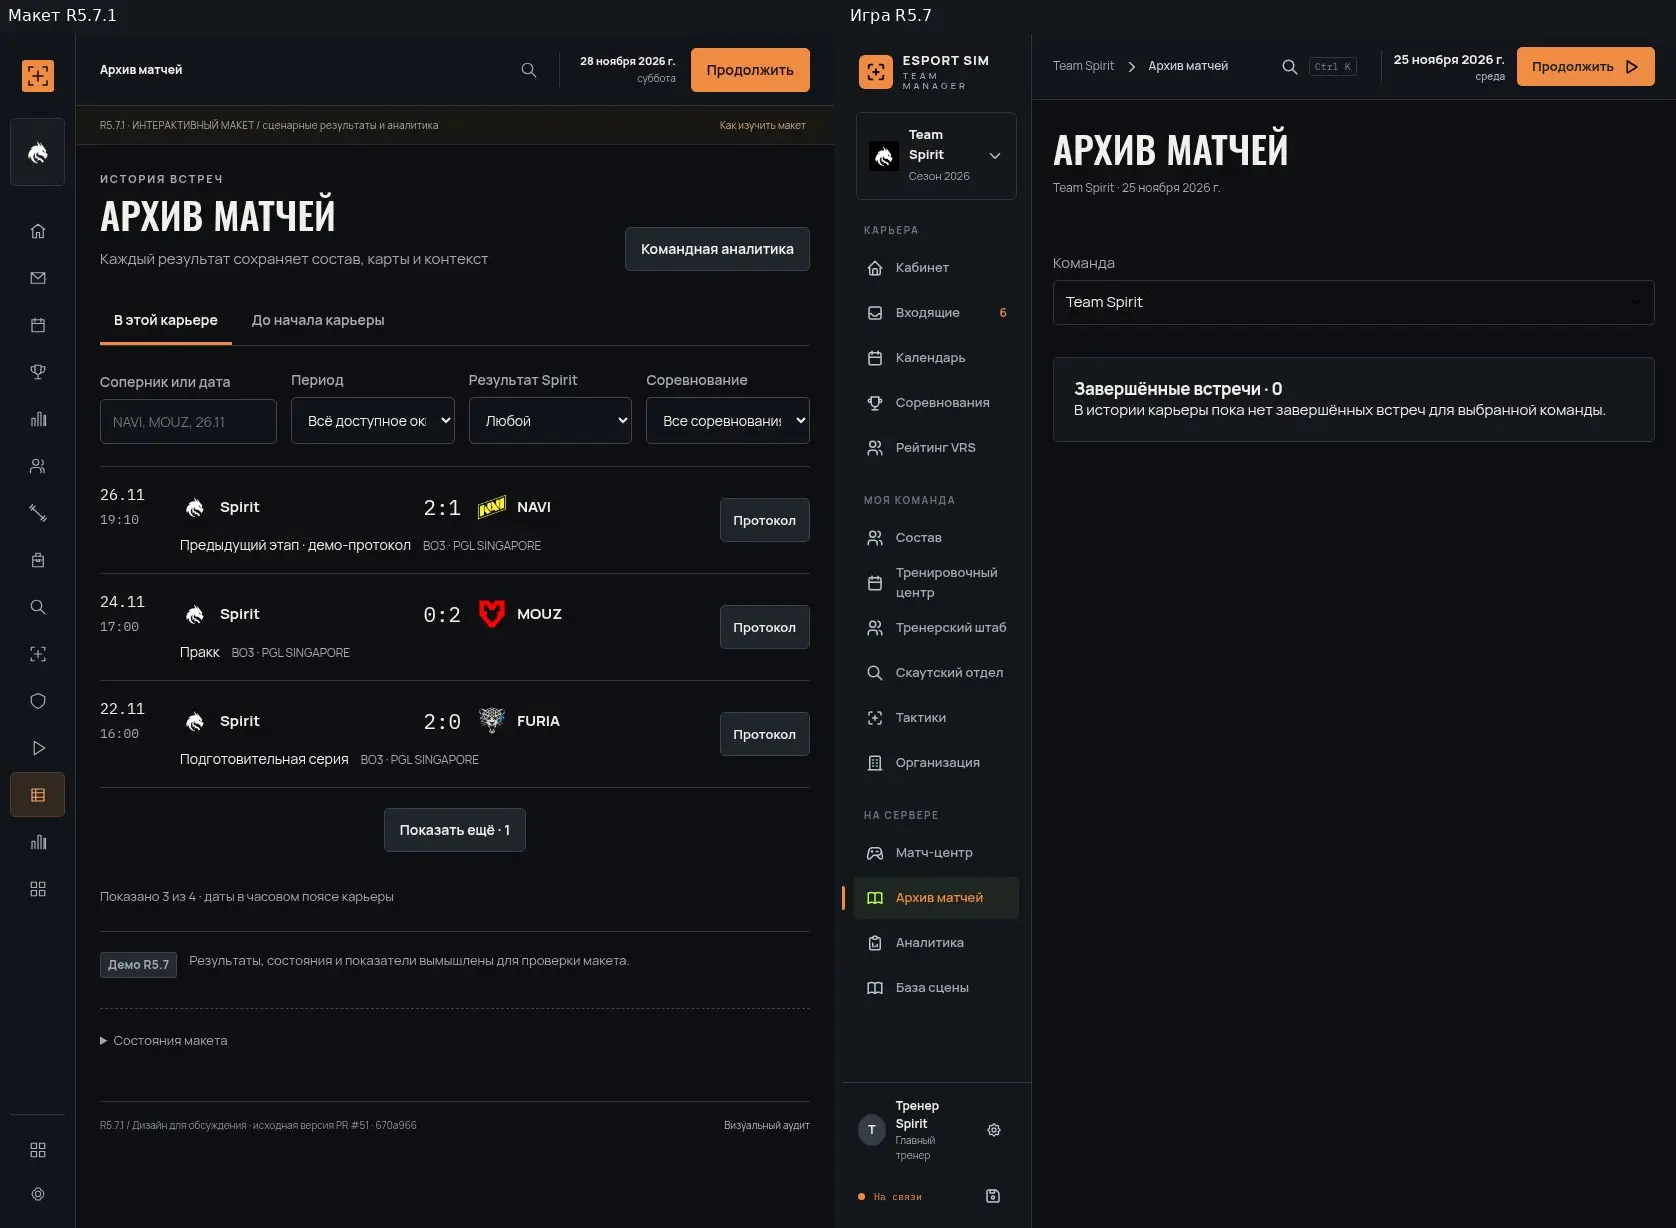 Макет R5.7.1
Архив матчей
28 ноября 2026 г.
суббота
Продолжить
R5.7.1 · ИНТЕРАКТИВНЫЙ МАКЕТ / сценарные результаты и аналитика
Как изучить макет
ИСТОРИЯ ВСТРЕЧ
АРХИВ МАТЧЕЙ
Каждый результат сохраняет состав, карты и контекст
Командная аналитика
В этой карьере
До начала карьеры
Соперник или дата
Период
Результат Spirit
Соревнование
NAVI, MOUZ, 26.11
Всё доступное ок
Любой
Все соревновани
26.11
19:10
Spirit
2:1
NAVI
Протокол
Предыдущий этап · демо-протокол
BO3 · PGL SINGAPORE
24.11
17:00
Spirit
0:2
MOUZ
Протокол
Пракк
BO3 · PGL SINGAPORE
22.11
16:00
Spirit
2:0
FURIA
Протокол
Подготовительная серия
BO3 · PGL SINGAPORE
Показать ещё · 1
Показано 3 из 4 · даты в часовом поясе карьеры
Демо R5.7
Результаты, состояния и показатели вымышлены для проверки макета.
Состояния макета
R5.7.1 / Дизайн для обсуждения · исходная версия PR #51 · 670a966
Визуальный аудит
Игра R5.7
ESPORT SIM
TEAM
MANAGER
Team
Spirit
Сезон 2026
КАРЬЕРА
Кабинет
Входящие
6
Календарь
Соревнования
Рейтинг VRS
МОЯ КОМАНДА
Состав
Тренировочный
центр
Тренерский штаб
Скаутский отдел
Тактики
Организация
НА СЕРВЕРЕ
Матч-центр
Архив матчей
Аналитика
База сцены
Т
Тренер
Spirit
Главный
тренер
На связи
Team Spirit
Архив матчей
Ctrl K
25 ноября 2026 г.
среда
Продолжить
АРХИВ МАТЧЕЙ
Team Spirit · 25 ноября 2026 г.
Команда
Team Spirit
Завершённые встречи · 0
В истории карьеры пока нет завершённых встреч для выбранной команды.